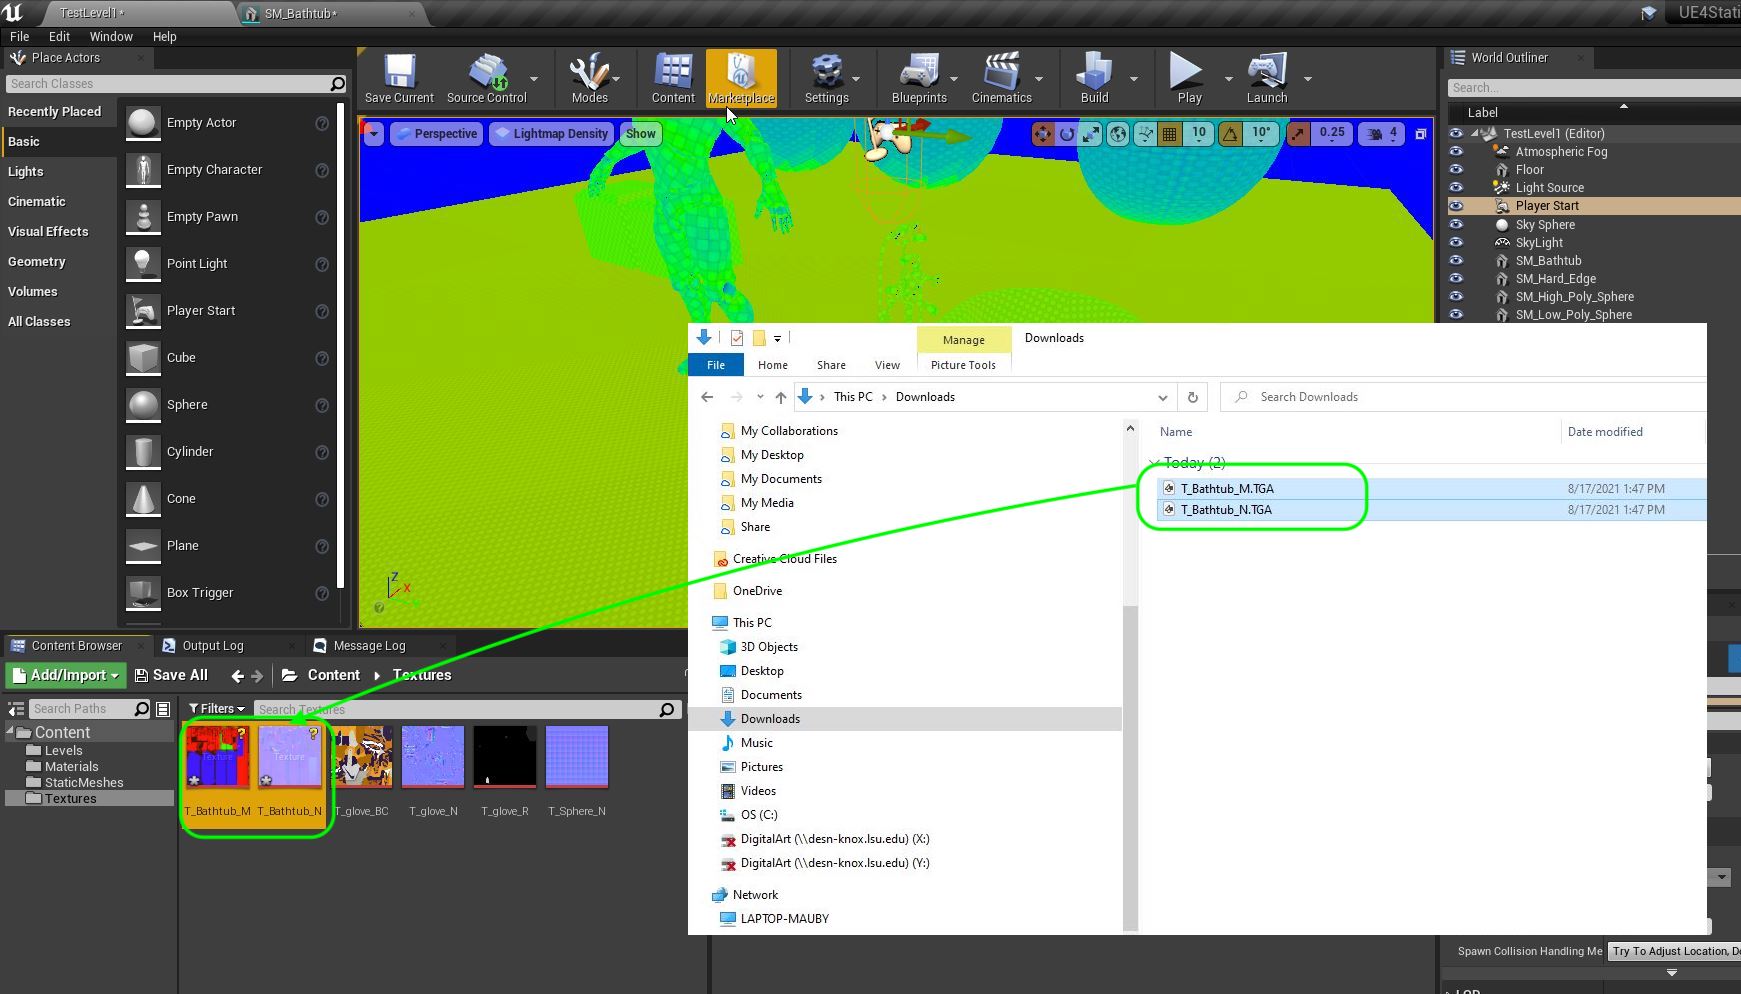 TestLevel1*
SM_Bathtub*
UE4Stati
File Edit Window Help
Place Actors
Search Classes
Recently Placed
Basic
Lights
Cinematic
Visual Effects
Geometry
Volumes
All Classes
Empty Actor
Empty Character
Empty Pawn
Point Light
Player Start
Cube
Sphere
Cylinder
Cone
Plane
Box Trigger
Save Current
Source Control
Modes
Content
Marketplace
Settings
Blueprints
Cinematics
Build
Play
Launch
Perspective
Lightmap Density
Show
10
10°
0.25
4
Z
X
World Outliner
Search...
Label
TestLevel1 (Editor)
Atmospheric Fog
Floor
Light Source
Player Start
Sky Sphere
SkyLight
SM_Bathtub
SM_Hard_Edge
SM_High_Poly_Sphere
SM_Low_Poly_Sphere
Manage
Downloads
File
Home
Share
View
Picture Tools
This PC
Downloads
Search Downloads
My Collaborations
My Desktop
My Documents
My Media
Share
Creative Cloud Files
OneDrive
This PC
3D Objects
Desktop
Documents
Downloads
Music
Pictures
Videos
OS (C:)
DigitalArt (\\desn-knox.lsu.edu) (X:)
DigitalArt (\\desn-knox.lsu.edu) (Y:)
Network
LAPTOP-MAUBY
Name
Date modified
Today (2)
T_Bathtub_M.TGA 8/17/2021 1:47 PM
T_Bathtub_N.TGA 8/17/2021 1:47 PM
Content Browser
Output Log
Message Log
Add/Import
Save All
Content
Textures
Search Paths
Filters
Search Textures
Content
Levels
Materials
StaticMeshes
Textures
Texture
Texture
T_Bathtub_M
T_Bathtub_N
T_glove_BC
T_glove_N
T_glove_R
T_Sphere_N
Spawn Collision Handling Me
Try To Adjust Location, D
LOD